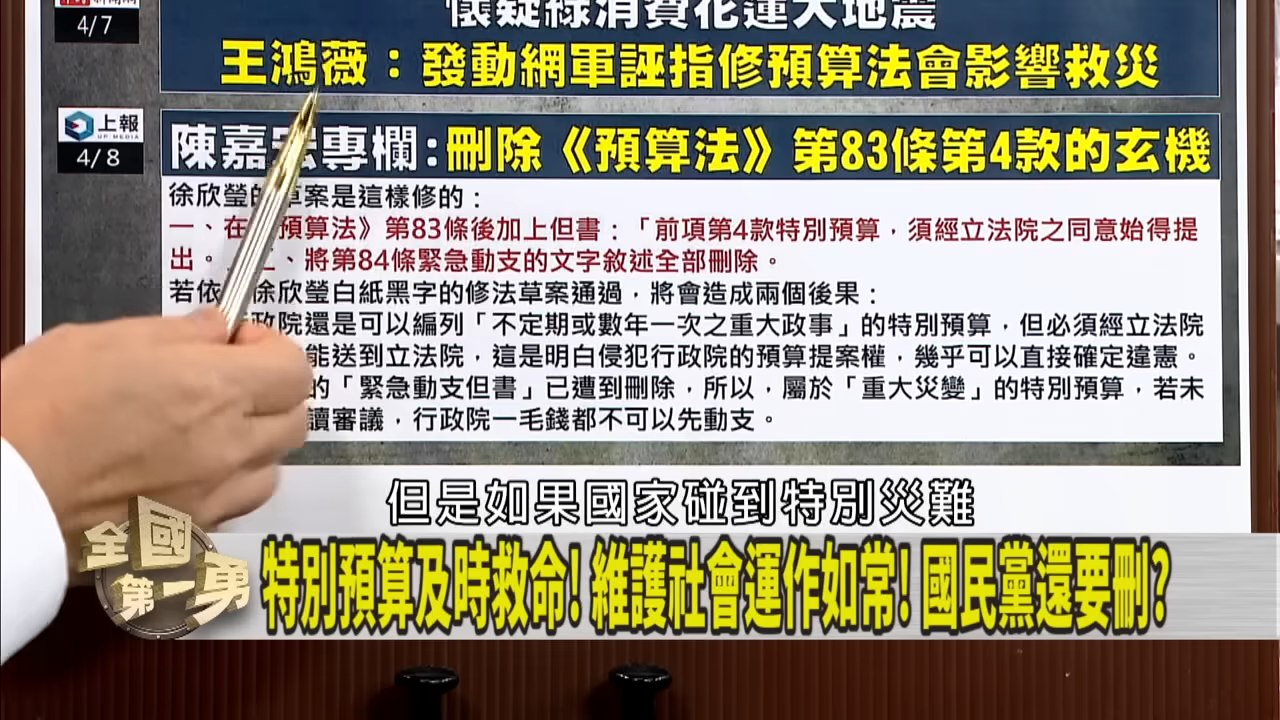 4/7
懷疑綠消費花蓮大地震
王鴻薇：發動網軍誣指修預算法會影響救災
上報
UP MEDIA
4/8
陳嘉宏專欄：刪除《預算法》第83條第4款的玄機
徐欣瑩的草案是這樣修的：
一、在《預算法》第83條後加上但書：「前項第4款特別預算，須經立法院之同意始得提
出。 二、將第84條緊急動支的文字敘述全部刪除。
若依 徐欣瑩白紙黑字的修法草案通過，將會造成兩個後果：
政院還是可以編列「不定期或數年一次之重大政事」的特別預算，但必須經立法院
能送到立法院，這是明白侵犯行政院的預算提案權，幾乎可以直接確定違憲。
的「緊急動支但書」已遭到刪除，所以，屬於「重大災變」的特別預算，若未
讀審議，行政院一毛錢都不可以先動支。
但是如果國家碰到特別災難
全國第一勇
特別預算及時救命！維護社會運作如常！國民黨還要刪？